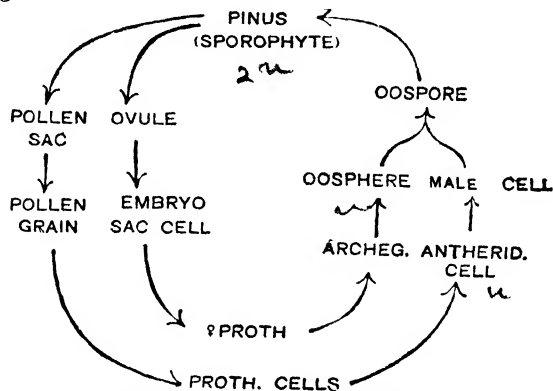 PINUS
(SPOROPHYTE)
2n
OOSPORE
POLLEN
SAC
OVULE
OOSPHERE
MALE CELL
n
POLLEN
GRAIN
EMBRYO
SAC CELL
ARCHEG.
ANTHERID.
CELL
n
♀ PROTH
PROTH. CELLS